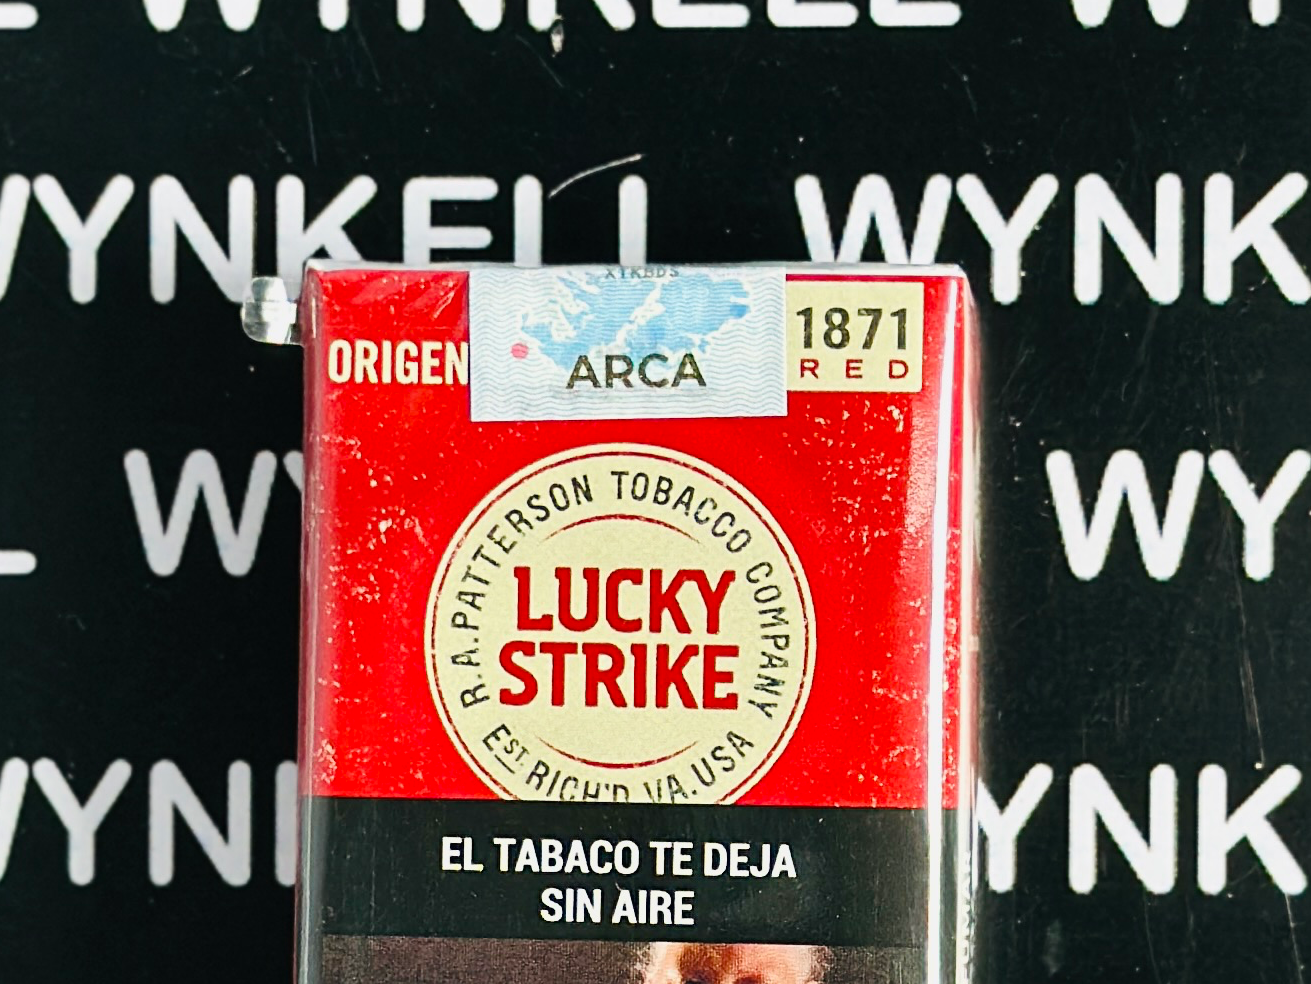 WYNKELL WY
WYNKELL WYNK
XTKBDS
ORIGEN
ARCA
1871
RED
R.A. PATTERSON TOBACCO COMPANY
LUCKY
STRIKE
EST. RICH'D VA. USA
WY
EL TABACO TE DEJA
SIN AIRE
WYNK